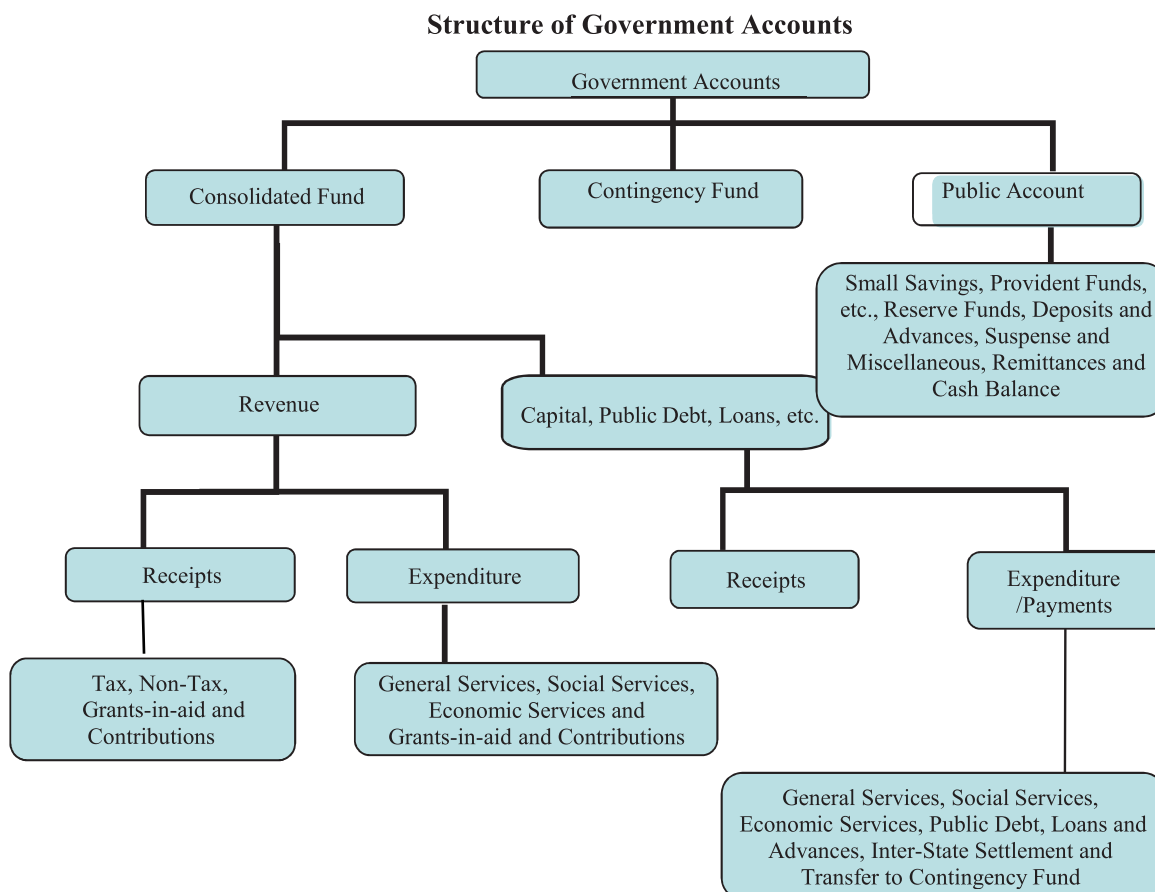 Structure of Government Accounts
Government Accounts
Consolidated Fund
Contingency Fund
Public Account
Small Savings, Provident Funds,
etc., Reserve Funds, Deposits and
Advances, Suspense and
Miscellaneous, Remittances and
Cash Balance
Revenue
Capital, Public Debt, Loans, etc.
Receipts
Expenditure
Receipts
Expenditure
/Payments
Tax, Non-Tax,
Grants-in-aid and
Contributions
General Services, Social Services,
Economic Services and
Grants-in-aid and Contributions
General Services, Social Services,
Economic Services, Public Debt, Loans and
Advances, Inter-State Settlement and
Transfer to Contingency Fund